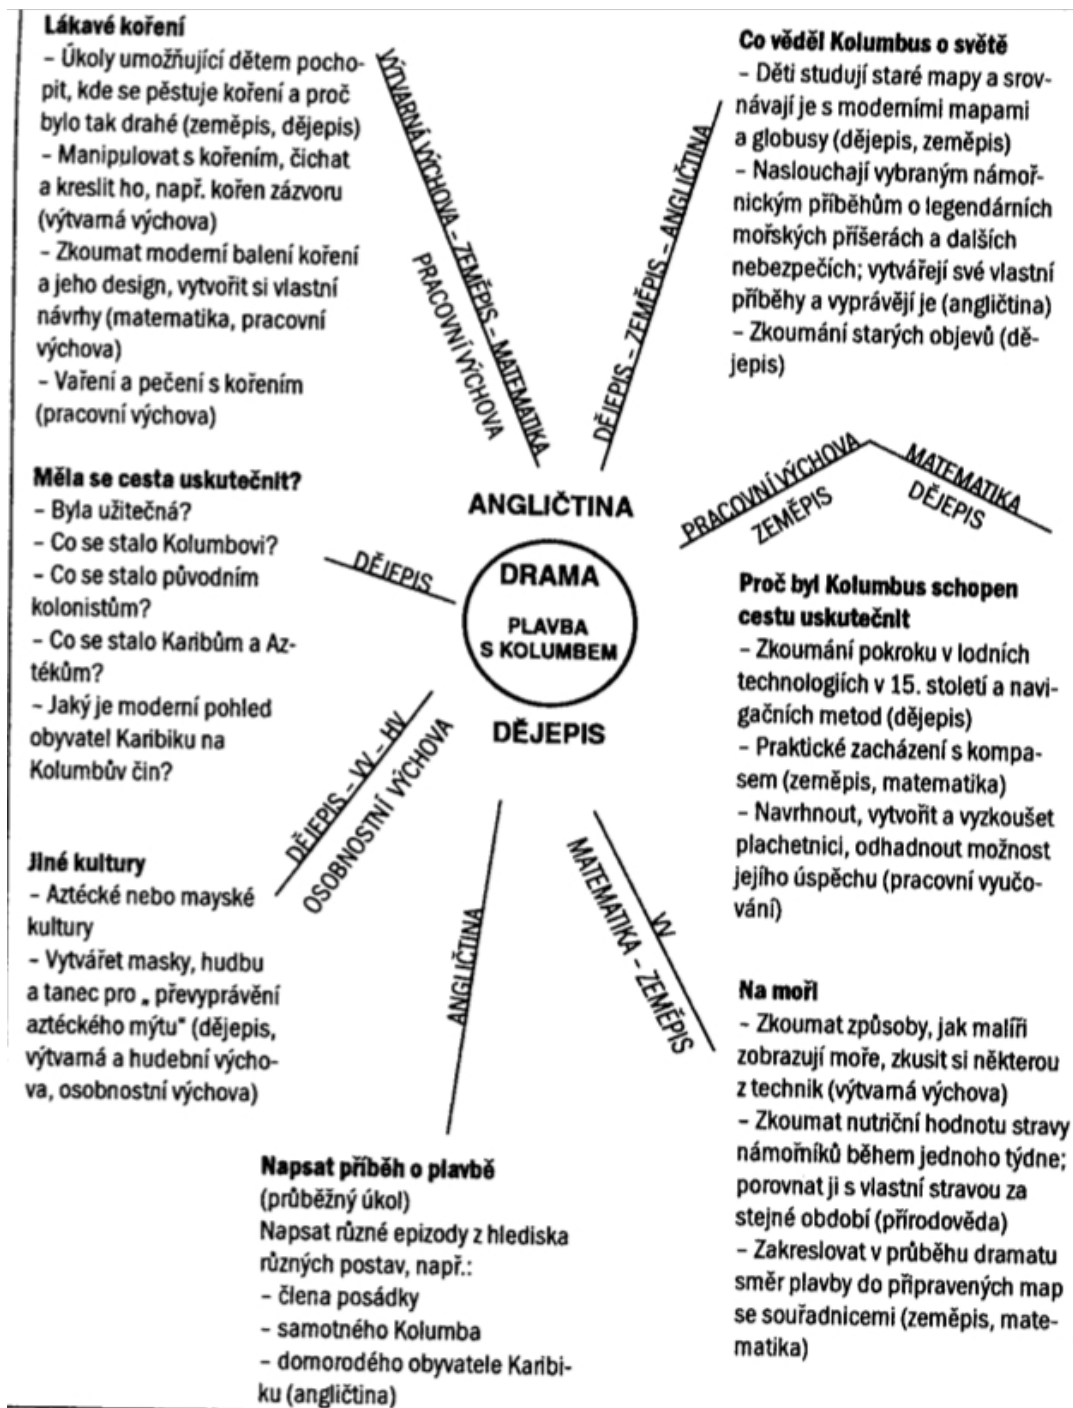 Lákavé koření
– Úkoly umožňující dětem pocho-
pit, kde se pěstuje koření a proč
bylo tak drahé (zeměpis, dějepis)
– Manipulovat s kořením, čichat
a kreslit ho, např. kořen zázvoru
(výtvarná výchova)
– Zkoumat moderní balení koření
a jeho design, vytvořit si vlastní
návrhy (matematika, pracovní
výchova)
– Vaření a pečení s kořením
(pracovní výchova)
VÝTVARNÁ VÝCHOVA – ZEMĚPIS – MATEMATIKA
PRACOVNÍ VÝCHOVA
DĚJEPIS – ZEMĚPIS – ANGLIČTINA
Co věděl Kolumbus o světě
– Děti studují staré mapy a srov-
návají je s moderními mapami
a globusy (dějepis, zeměpis)
– Naslouchají vybraným námoř-
nickým příběhům o legendárních
mořských příšerách a dalších
nebezpečích; vytvářejí své vlastní
příběhy a vyprávějí je (angličtina)
– Zkoumání starých objevů (dě-
jepis)
Měla se cesta uskutečnit?
– Byla užitečná?
– Co se stalo Kolumbovi?
– Co se stalo původním
kolonistům?
– Co se stalo Karibům a Az-
tékům?
– Jaký je moderní pohled
obyvatel Karibiku na
Kolumbův čin?
DĚJEPIS
ANGLIČTINA
DRAMA
PLAVBA
S KOLUMBEM
DĚJEPIS
PRACOVNÍ VÝCHOVA
ZEMĚPIS
MATEMATIKA
DĚJEPIS
Proč byl Kolumbus schopen
cestu uskutečnit
– Zkoumání pokroku v lodních
technologiích v 15. století a navi-
gačních metod (dějepis)
– Praktické zacházení s kompa-
sem (zeměpis, matematika)
– Navrhnout, vytvořit a vyzkoušet
plachetnici, odhadnout možnost
jejího úspěchu (pracovní vyučo-
vání)
DĚJEPIS – VV – HV
OSOBNOSTNÍ VÝCHOVA
Jiné kultury
– Aztécké nebo mayské
kultury
– Vytvářet masky, hudbu
a tanec pro „ převyprávění
aztéckého mýtu“ (dějepis,
výtvarná a hudební výcho-
va, osobnostní výchova)
ANGLIČTINA
VV
MATEMATIKA – ZEMĚPIS
Na moři
– Zkoumat způsoby, jak malíři
zobrazují moře, zkusit si některou
z technik (výtvarná výchova)
– Zkoumat nutriční hodnotu stravy
námořníků během jednoho týdne;
porovnat ji s vlastní stravou za
stejné období (přírodověda)
– Zakreslovat v průběhu dramatu
směr plavby do připravených map
se souřadnicemi (zeměpis, mate-
matika)
Napsat příběh o plavbě
(průběžný úkol)
Napsat různé epizody z hlediska
různých postav, např.:
– člena posádky
– samotného Kolumba
– domorodého obyvatele Karibi-
ku (angličtina)